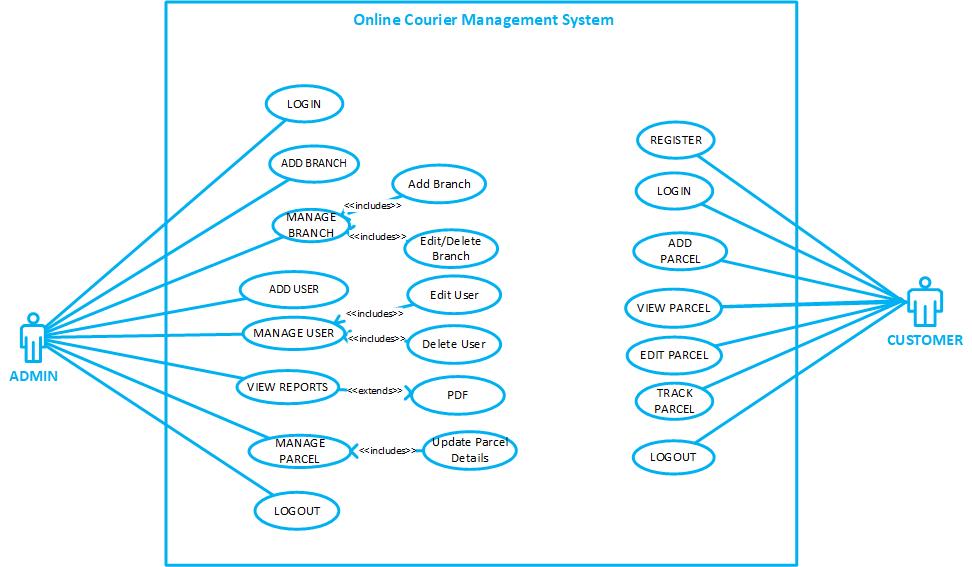 Online Courier Management System
LOGIN
ADD BRANCH
MANAGE
BRANCH
<<includes>>
Add Branch
<<includes>>
Edit/Delete
Branch
ADD USER
MANAGE USER
<<includes>>
Edit User
<<includes>>
Delete User
VIEW REPORTS
<<extends>>
PDF
MANAGE
PARCEL
<<includes>>
Update Parcel
Details
LOGOUT
ADMIN
REGISTER
LOGIN
ADD
PARCEL
VIEW PARCEL
EDIT PARCEL
TRACK
PARCEL
LOGOUT
CUSTOMER